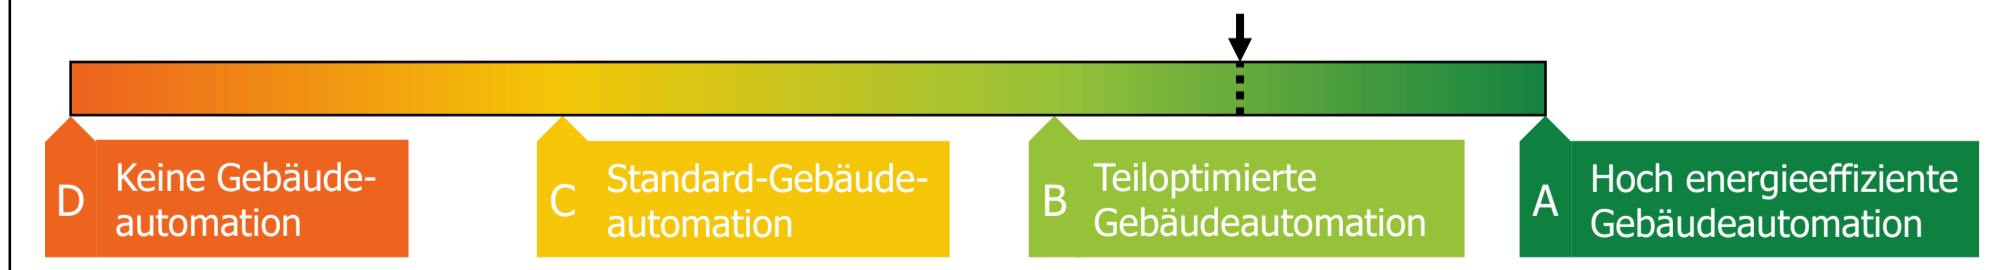 D
Keine Gebäude-
automation
C
Standard-Gebäude-
automation
B
Teiloptimierte
Gebäudeautomation
A
Hoch energieeffiziente
Gebäudeautomation